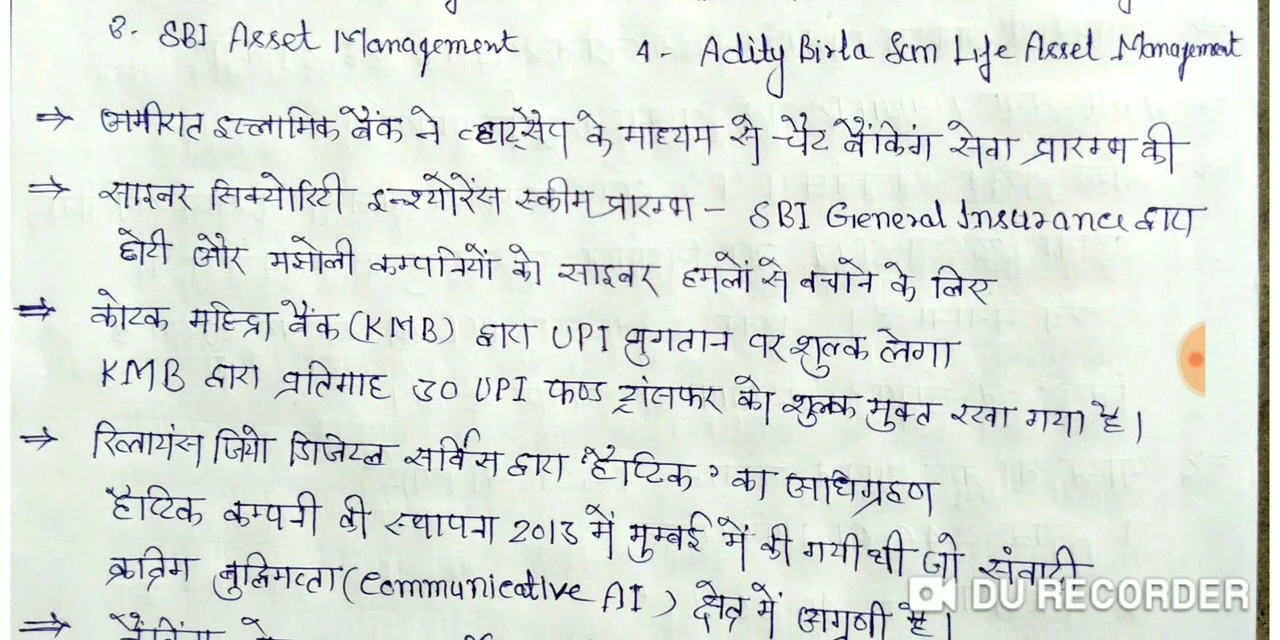 3. SBI Asset Management 4- Adity Birla Sun Life Asset Management
⇒ अमीरात इस्लामिक बैंक ने व्हाट्सैप के माध्यम से चैट बैंकिंग सेवा प्रारम्भ की
⇒ साइबर सिक्योरिटी इन्श्योरेंस स्कीम प्रारम्भ - SBI General Insurance द्वारा
छोटी और मझोली कम्पनियों को साइबर हमलों से बचाने के लिए
⇒ कोटक महिन्द्रा बैंक (KMB) द्वारा UPI भुगतान पर शुल्क लेगा
KMB द्वारा प्रतिमाह 30 UPI फण्ड ट्रांसफर को शुल्क मुक्त रखा गया है।
⇒ रिलायंस जियो डिजिटल सर्विस द्वारा "हैप्टिक" का अधिग्रहण
हैप्टिक कम्पनी की स्थापना 2013 में मुम्बई में की गयी थी जो संवादी
क्रत्रिम बुद्धिमत्ता (communicative AI) क्षेत्र में अग्रणी है।
⇒
DU RECORDER